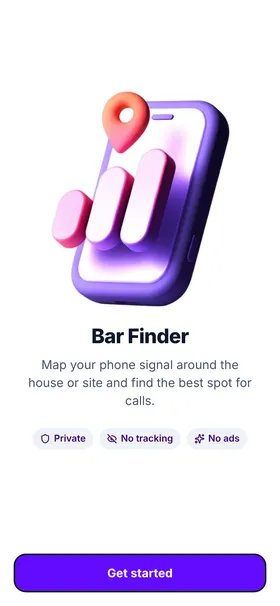 Bar Finder
Map your phone signal around the
house or site and find the best spot for
calls.
Private
No tracking
No ads
Get started